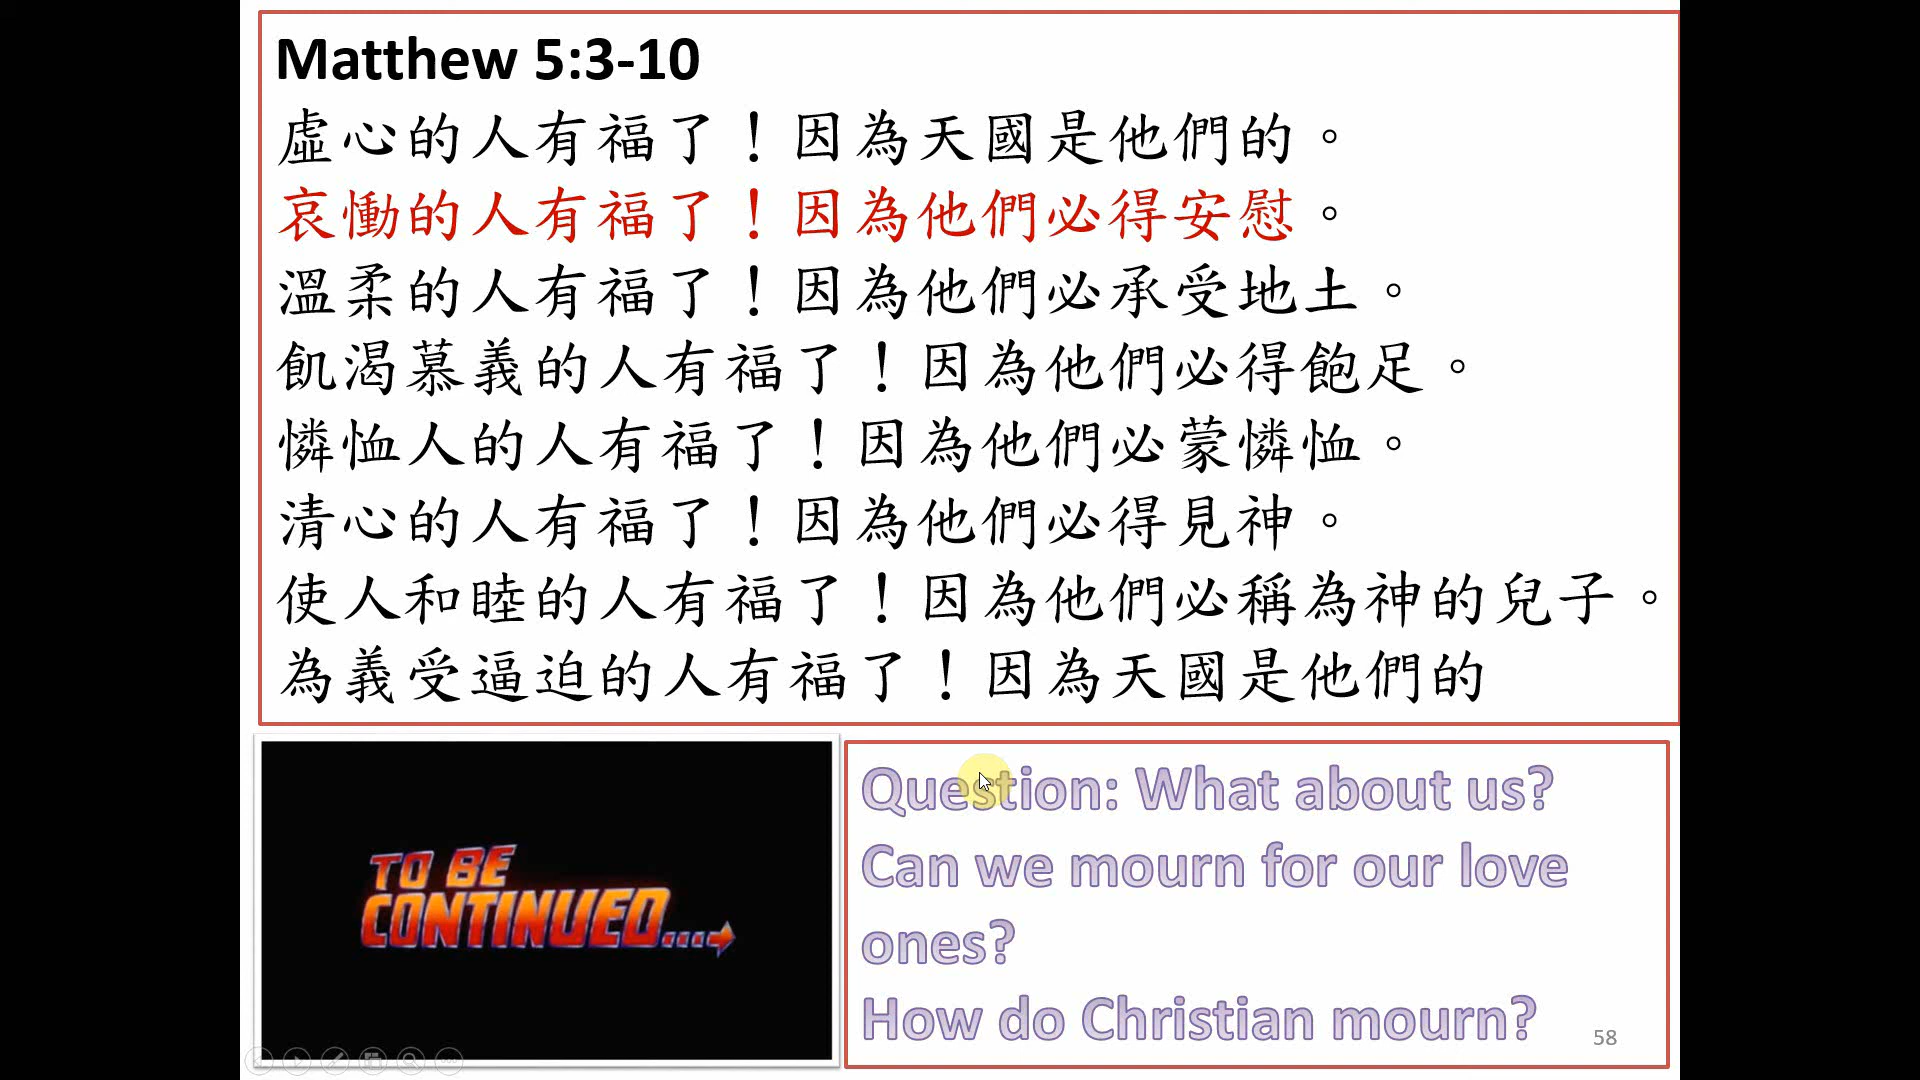 Matthew 5:3-10
虛心的人有福了！因為天國是他們的。
哀慟的人有福了！因為他們必得安慰。
溫柔的人有福了！因為他們必承受地土。
飢渴慕義的人有福了！因為他們必得飽足。
憐恤人的人有福了！因為他們必蒙憐恤。
清心的人有福了！因為他們必得見神。
使人和睦的人有福了！因為他們必稱為神的兒子。
為義受逼迫的人有福了！因為天國是他們的
TO BE
CONTINUED....
Question: What about us?
Can we mourn for our love
ones?
How do Christian mourn?
58